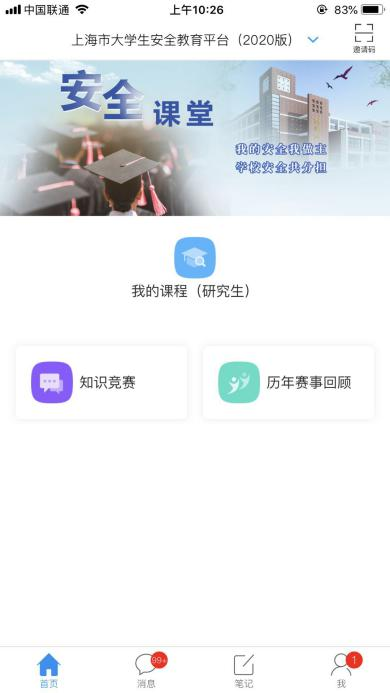 中国联通
上午10:26
83%
上海市大学生安全教育平台（2020版）
邀请码
安全课堂
我的安全我做主
学校安全共分担
我的课程（研究生）
知识竞赛
历年赛事回顾
首页
99+
消息
笔记
1
我